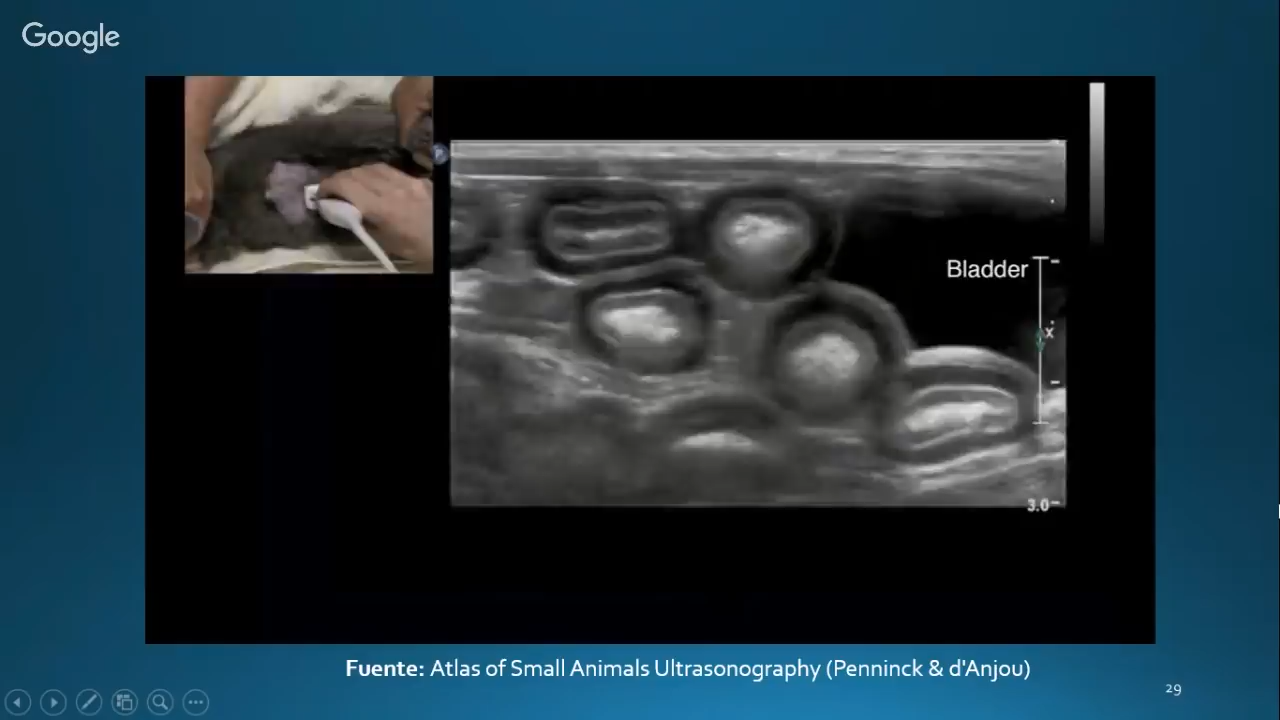 Google
Bladder
x
3.0
Fuente: Atlas of Small Animals Ultrasonography (Penninck & d'Anjou)
29